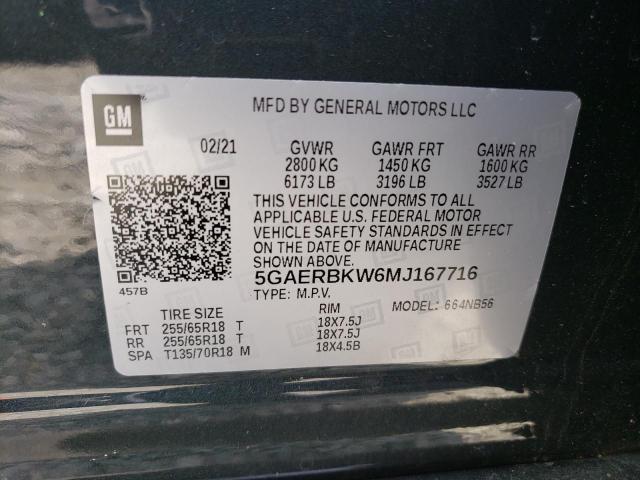 GM
MFD BY GENERAL MOTORS LLC
02/21 GVWR GAWR FRT GAWR RR
2800 KG 1450 KG 1600 KG
6173 LB 3196 LB 3527 LB
THIS VEHICLE CONFORMS TO ALL
APPLICABLE U.S. FEDERAL MOTOR
VEHICLE SAFETY STANDARDS IN EFFECT
ON THE DATE OF MANUFACTURE
SHOWN ABOVE.
457B
5GAERBKW6MJ167716
TYPE: M.P.V. MODEL: 664NB56
TIRE SIZE RIM
FRT 255/65R18 T 18X7.5J
RR 255/65R18 T 18X7.5J
SPA T135/70R18 M 18X4.5B